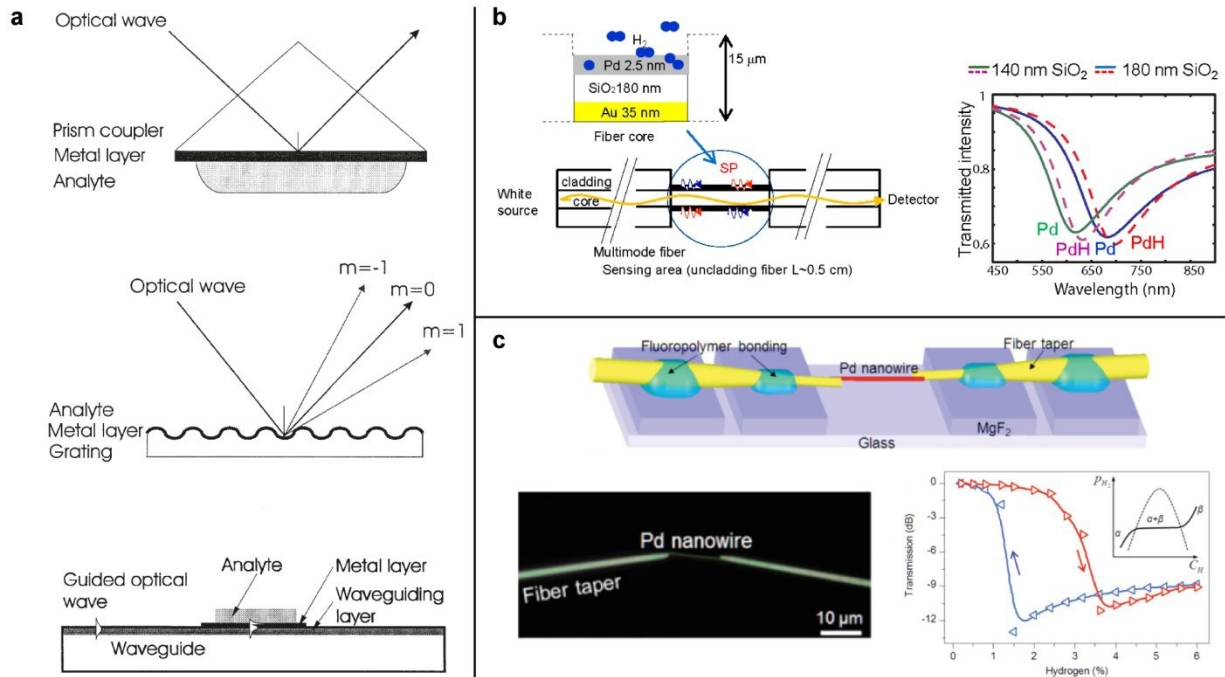 a
Optical wave
Prism coupler
Metal layer
Analyte
Optical wave
m=-1
m=0
m=1
Analyte
Metal layer
Grating
Guided optical
wave
Analyte
Metal layer
Waveguiding
layer
Waveguide
b
H2
Pd 2.5 nm
SiO2180 nm
Au 35 nm
15 μm
Fiber core
SP
cladding
core
White
source
Detector
Multimode fiber
Sensing area (uncladding fiber L~0.5 cm)
140 nm SiO2
180 nm SiO2
Transmitted intensity
1
0.8
0.6
Pd
PdH
Pd
PdH
450
550
650
750
850
Wavelength (nm)
c
Fluoropolymer bonding
Pd nanowire
Fiber taper
MgF2
Glass
Pd nanowire
Fiber taper
10 μm
Transmission (dB)
0
-3
-6
-9
-12
0
1
2
3
4
5
6
Hydrogen (%)
pH2
α
α+β
β
CH